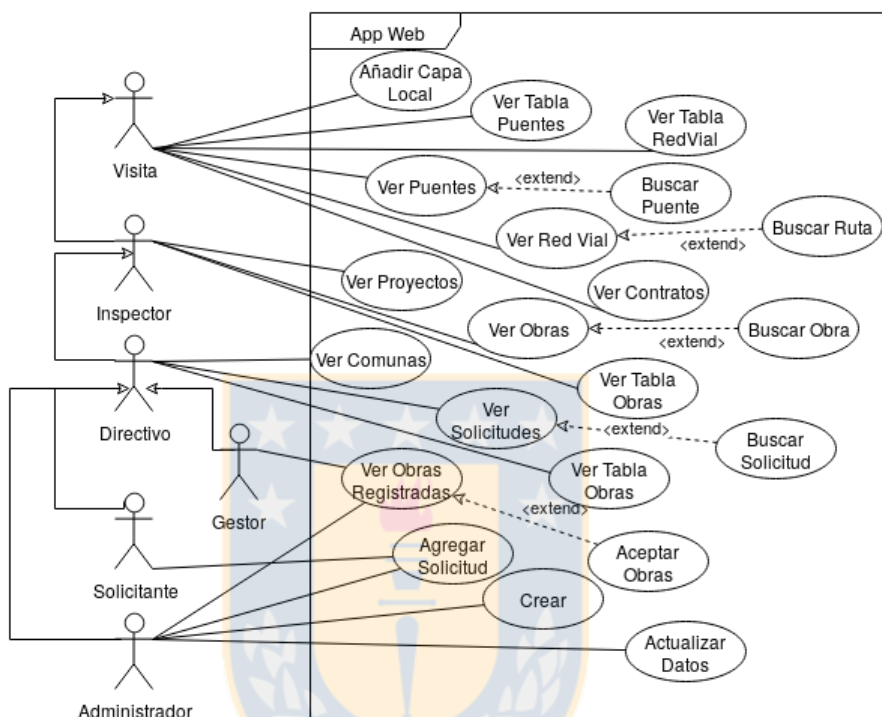 App Web
Añadir Capa
Local
Ver Tabla
Puentes
Ver Tabla
RedVial
Visita
Ver Puentes
<extend>
Buscar
Puente
Ver Red Vial
<extend>
Buscar Ruta
Inspector
Ver Proyectos
Ver Contratos
Ver Obras
<extend>
Buscar Obra
Ver Comunas
Ver Tabla
Obras
Directivo
Ver
Solicitudes
<extend>
Buscar
Solicitud
Gestor
Ver Obras
Registradas
Ver Tabla
Obras
<extend>
Aceptar
Obras
Solicitante
Agregar
Solicitud
Crear
Actualizar
Datos
Administrador